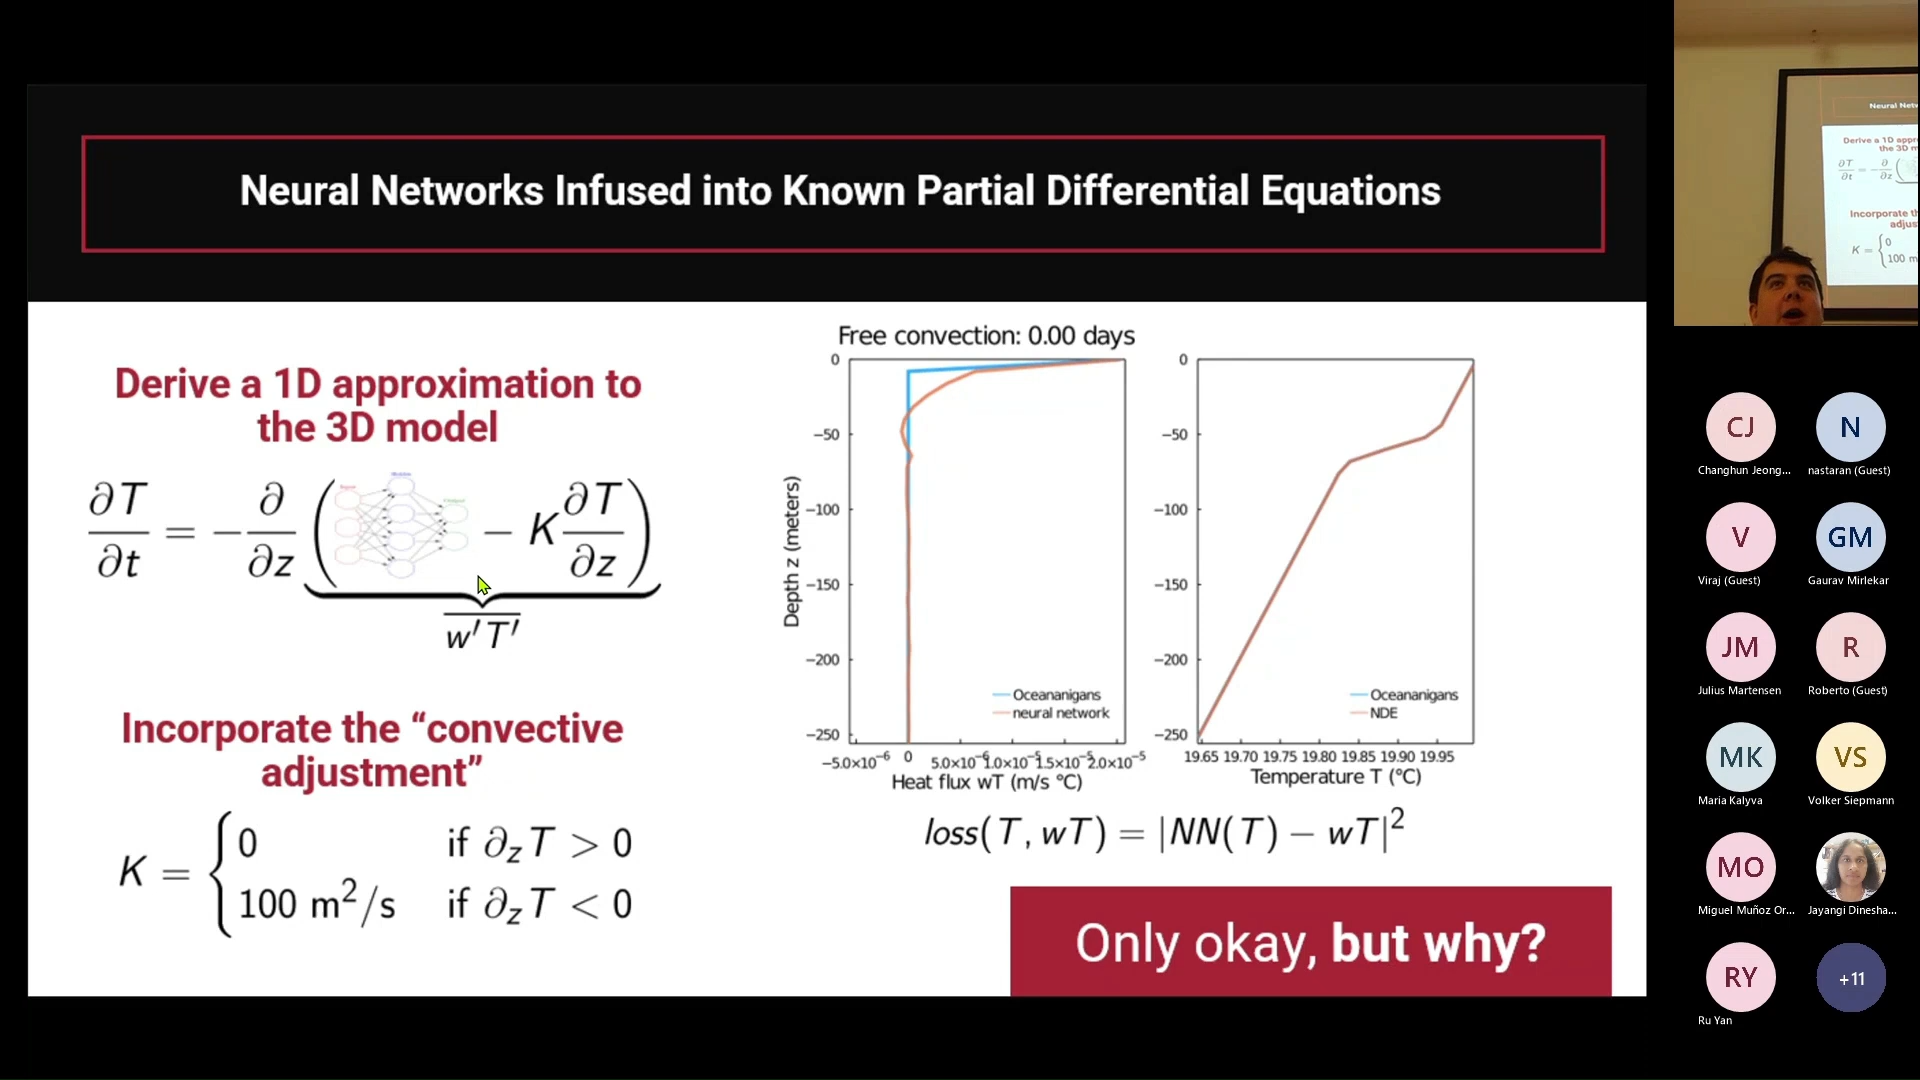 Neural Networks Infused into Known Partial Differential Equations
Derive a 1D approximation to
the 3D model
∂T/∂t = −∂/∂z ( − K ∂T/∂z )
w′T′
Incorporate the “convective
adjustment”
K = { 0 if ∂zT > 0
100 m²/s if ∂zT < 0
Free convection: 0.00 days
Depth z (meters)
0
−50
−100
−150
−200
−250
Oceananigans
neural network
−5.0×10⁻⁶ 0 5.0×10⁻⁶ 1.0×10⁻⁵ 1.5×10⁻⁵ 2.0×10⁻⁵
Heat flux wT (m/s °C)
0
−50
−100
−150
−200
−250
Oceananigans
NDE
19.65 19.70 19.75 19.80 19.85 19.90 19.95
Temperature T (°C)
loss(T, wT) = |NN(T) − wT|²
Only okay, but why?
Neural Netw
Derive a 1D appr
the 3D m
∂T/∂t = −∂/∂z (
Incorporate th
adjus
K = { 0
100 m
CJ
Changhun Jeong...
N
nastaran (Guest)
V
Viraj (Guest)
GM
Gaurav Mirlekar
JM
Julius Martensen
R
Roberto (Guest)
MK
Maria Kalyva
VS
Volker Siepmann
MO
Miguel Muñoz Or...
Jayangi Dinesha...
RY
Ru Yan
+11